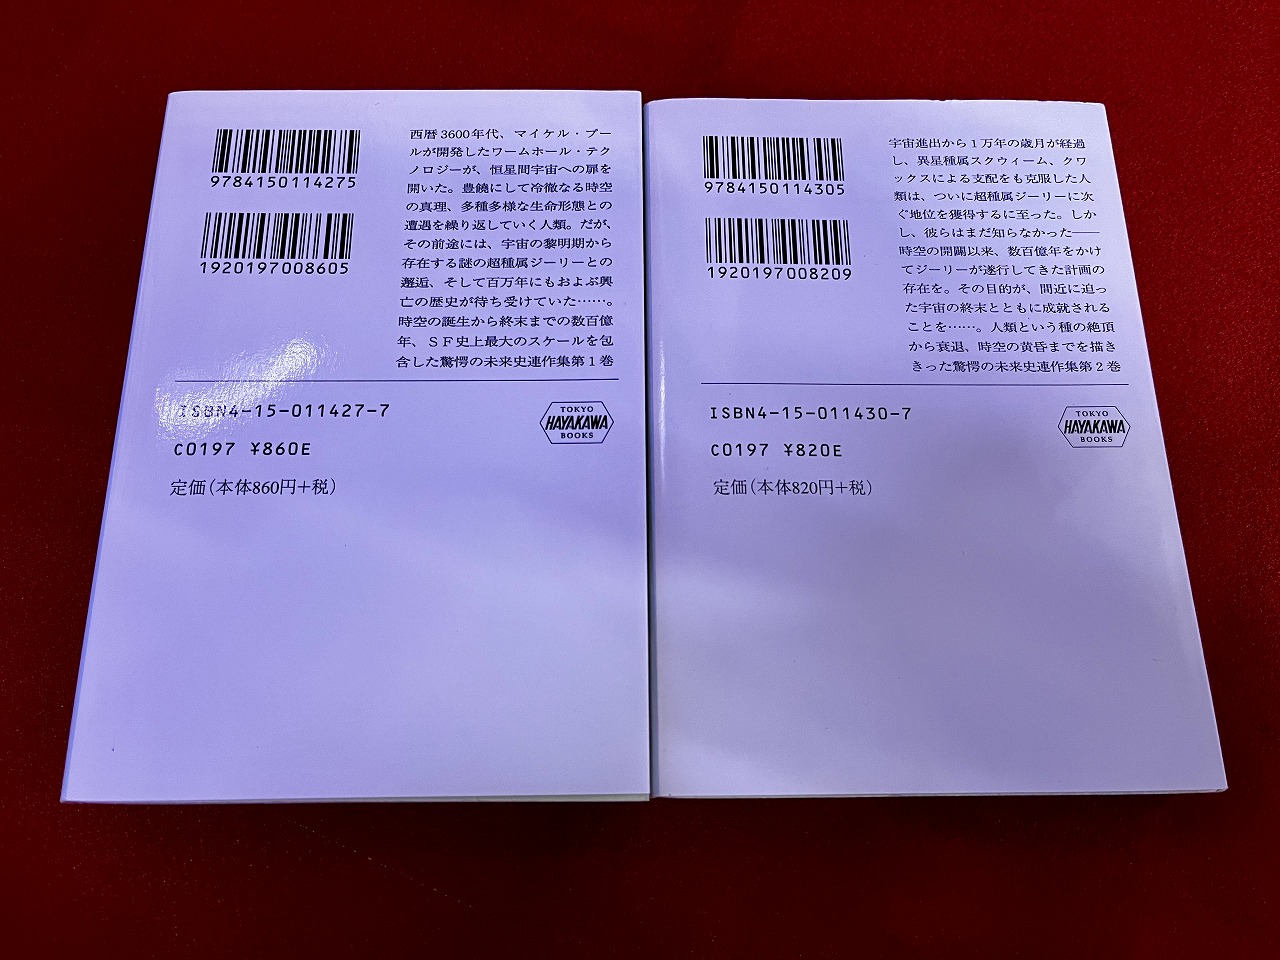 9784150114275
1920197008605
西暦3600年代、マイケル・プー
ルが開発したワームホール・テク
ノロジーが、恒星間宇宙への扉を
開いた。豊饒にして冷徹なる時空
の真理、多種多様な生命形態との
遭遇を繰り返していく人類。だが、
その前途には、宇宙の黎明期から
存在する謎の超種属ジーリーとの
邂逅、そして百万年にもおよぶ興
亡の歴史が待ち受けていた……。
時空の誕生から終末までの数百億
年、ＳＦ史上最大のスケールを包
含した驚愕の未来史連作集第１巻
ISBN4-15-011427-7
C0197 ¥860E
定価(本体860円+税)
TOKYO
HAYAKAWA
BOOKS
9784150114305
1920197008209
宇宙進出から１万年の歳月が経過
し、異星種属スクウィーム、クワ
ックスによる支配をも克服した人
類は、ついに超種属ジーリーに次
ぐ地位を獲得するに至った。しか
し、彼らはまだ知らなかった――
時空の開闢以来、数百億年をかけ
てジーリーが遂行してきた計画の
存在を。その目的が、間近に迫っ
た宇宙の終末とともに成就される
ことを……。人類という種の絶頂
から衰退、時空の黄昏までを描き
きった驚愕の未来史連作集第２巻
ISBN4-15-011430-7
C0197 ¥820E
定価(本体820円+税)
TOKYO
HAYAKAWA
BOOKS